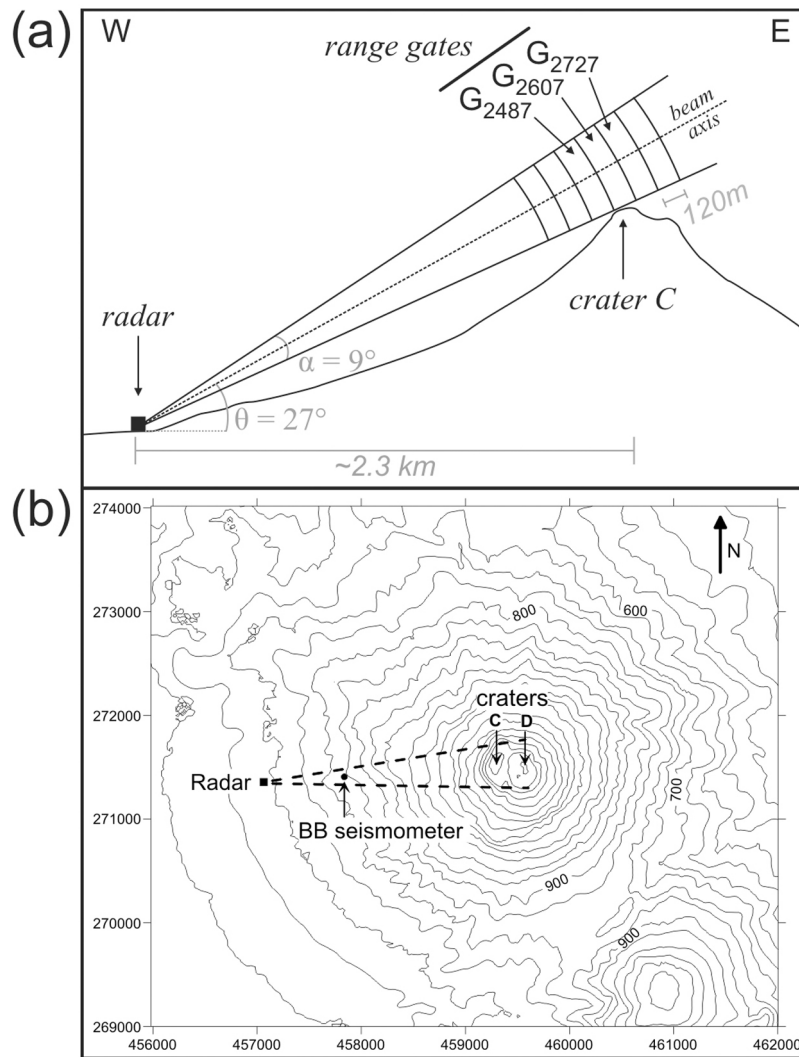 (a)
W
E
range gates
G2727
G2607
G2487
beam
axis
120m
crater C
radar
α = 9°
θ = 27°
~2.3 km
(b)
274000
273000
272000
271000
270000
269000
N
800
600
craters
C D
Radar
BB seismometer
700
900
900
456000 457000 458000 459000 460000 461000 462000